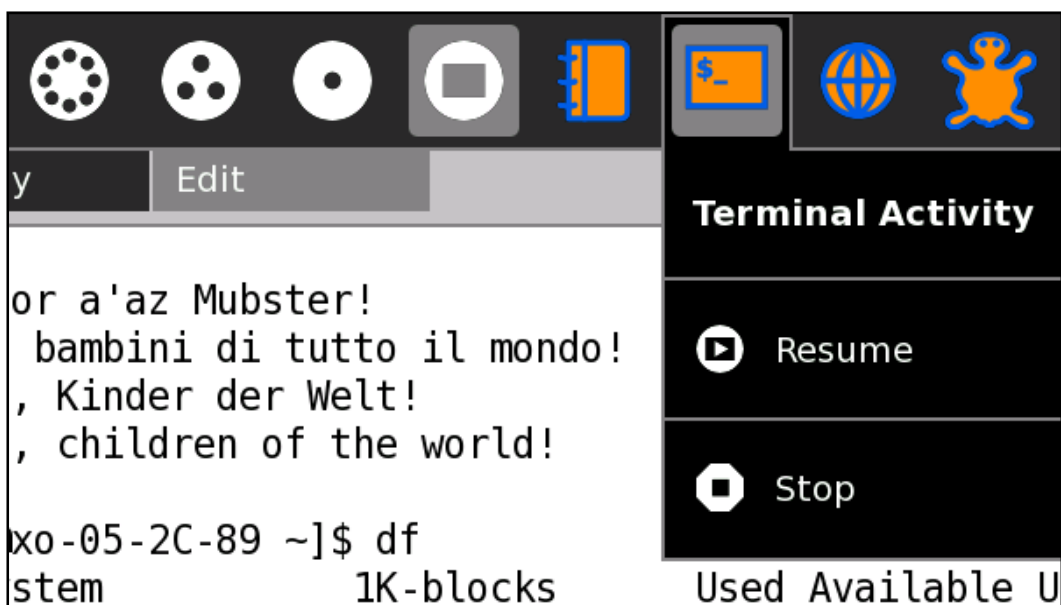 $_
y Edit
Terminal Activity
or a'az Mubster!
bambini di tutto il mondo!
Resume
, Kinder der Welt!
, children of the world!
Stop
xo-05-2C-89 ~]$ df
stem 1K-blocks Used Available U